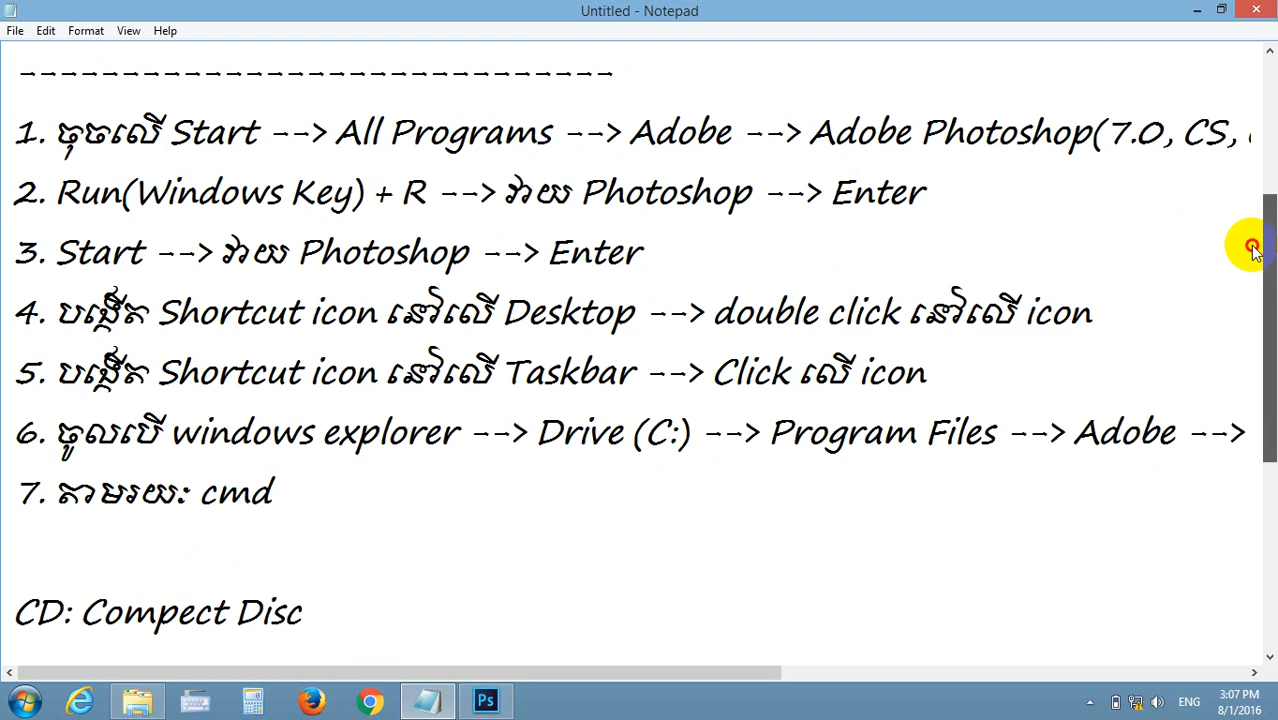 Untitled - Notepad
File Edit Format View Help
-----------------------------
1. ចុចលើ Start --> All Programs --> Adobe --> Adobe Photoshop(7.0, CS,
2. Run(Windows Key) + R --> វាយ Photoshop --> Enter
3. Start --> វាយ Photoshop --> Enter
4. បង្កើត Shortcut icon នៅលើ Desktop --> double click នៅលើ icon
5. បង្កើត Shortcut icon នៅលើ Taskbar --> Click លើ icon
6. ចូលបើ windows explorer --> Drive (C:) --> Program Files --> Adobe -->
7. តាមរយៈ cmd
CD: Compect Disc
Ps
ENG
3:07 PM
8/1/2016